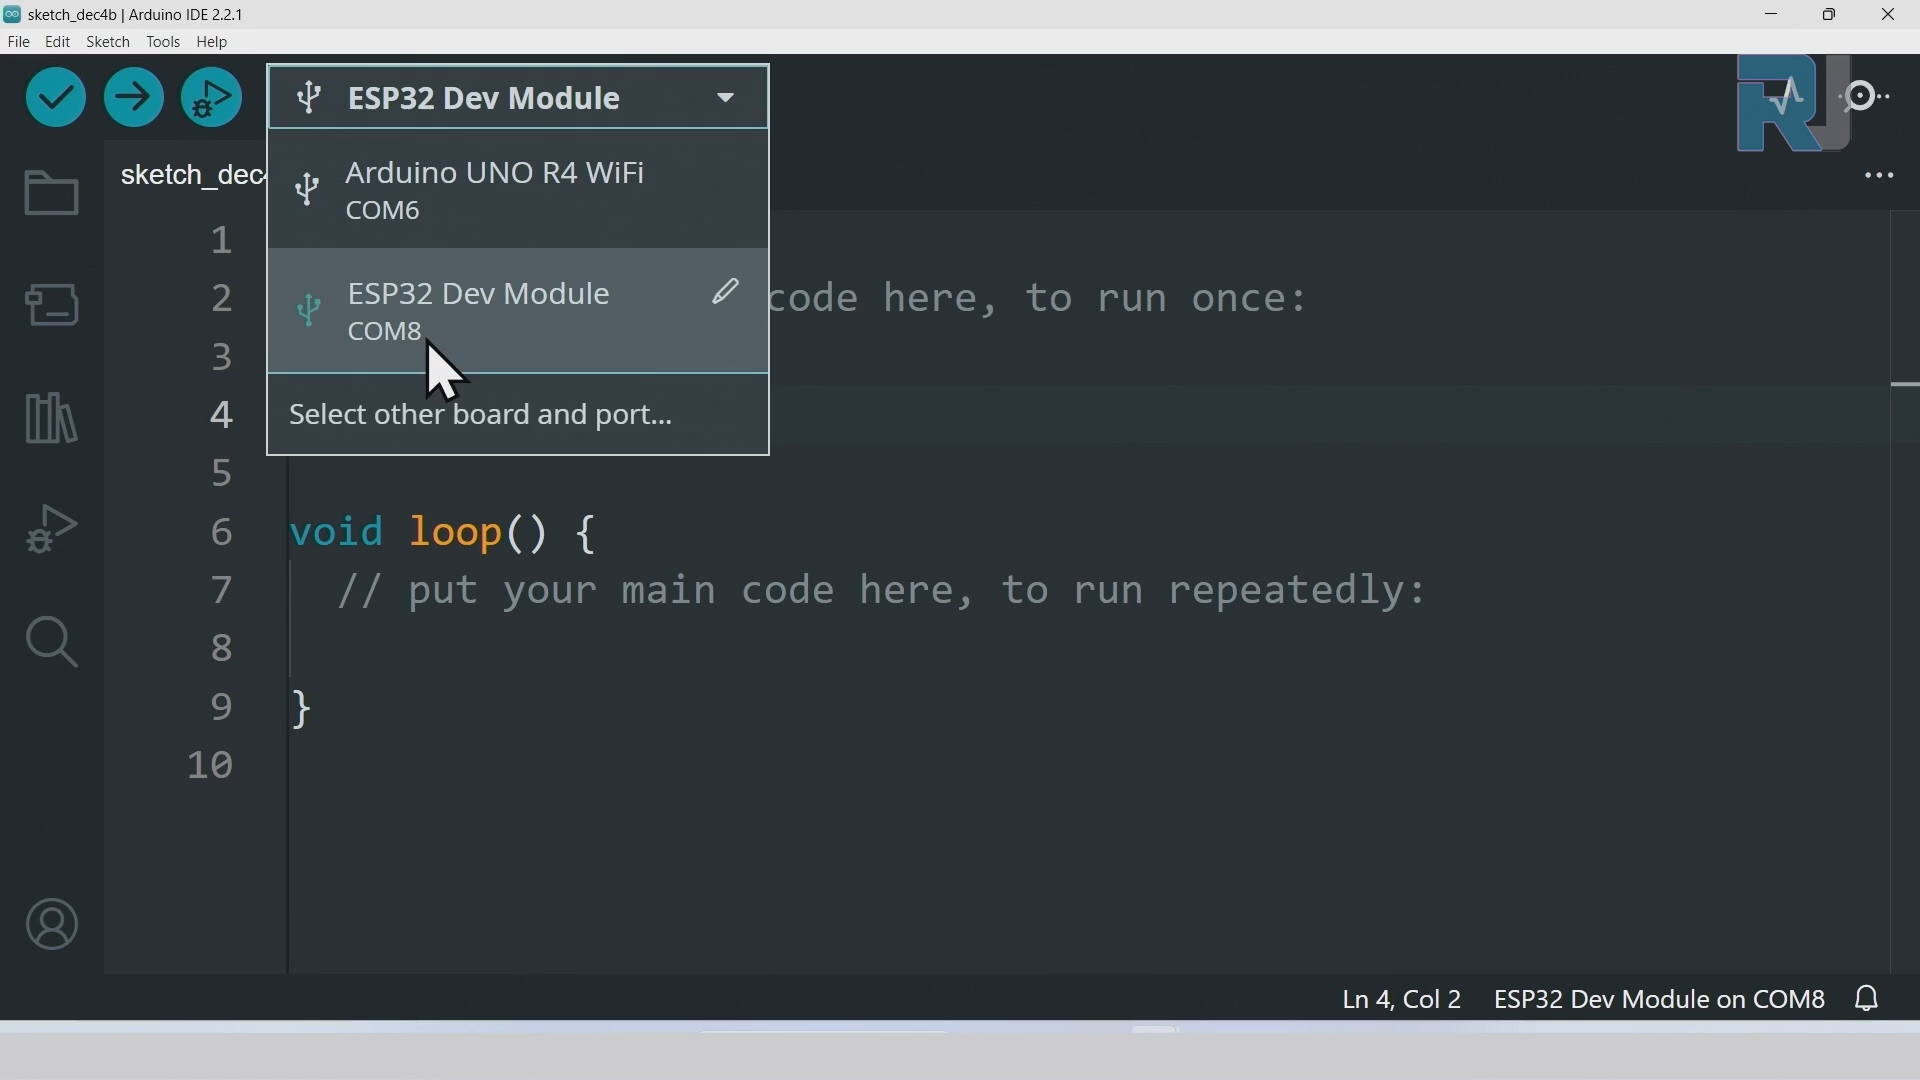 sketch_dec4b | Arduino IDE 2.2.1
File Edit Sketch Tools Help
ESP32 Dev Module
sketch_dec4
Arduino UNO R4 WiFi
COM6
ESP32 Dev Module
COM8
Select other board and port...
1
2 code here, to run once:
3
4
5
6 void loop() {
7 // put your main code here, to run repeatedly:
8
9 }
10
RJ
Ln 4, Col 2 ESP32 Dev Module on COM8